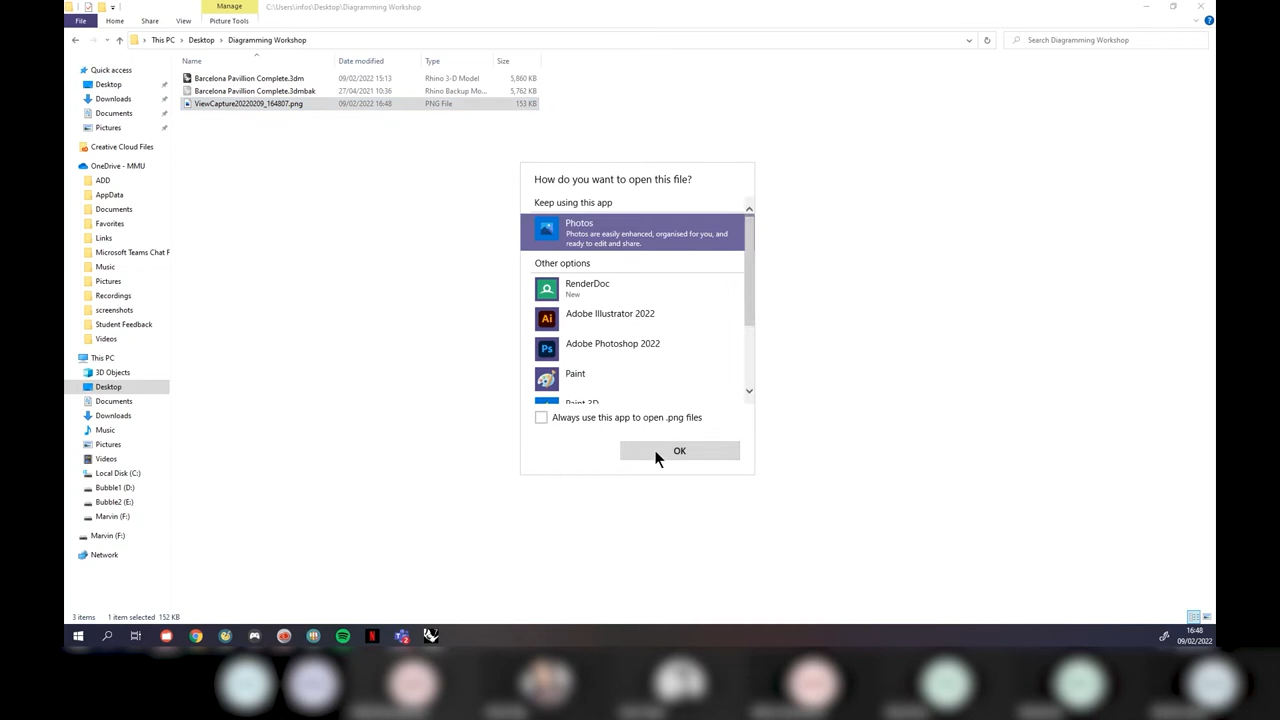 Manage
C:\Users\infos\Desktop\Diagramming Workshop
File
Home
Share
View
Picture Tools
This PC
Desktop
Diagramming Workshop
Search Diagramming Workshop
Name
Date modified
Type
Size
Barcelona Pavillion Complete.3dm
09/02/2022 15:13
Rhino 3-D Model
5,860 KB
Barcelona Pavillion Complete.3dmbak
27/04/2021 10:36
Rhino Backup Mo...
5,762 KB
ViewCapture20220209_164807.png
09/02/2022 16:48
PNG File
153 KB
Quick access
Desktop
Downloads
Documents
Pictures
Creative Cloud Files
OneDrive - MMU
ADD
AppData
Documents
Favorites
Links
Microsoft Teams Chat F
Music
Pictures
Recordings
screenshots
Student Feedback
Videos
This PC
3D Objects
Desktop
Documents
Downloads
Music
Pictures
Videos
Local Disk (C:)
Bubble1 (D:)
Bubble2 (E:)
Marvin (F:)
Marvin (F:)
Network
How do you want to open this file?
Keep using this app
Photos
Photos are easily enhanced, organised for you, and
ready to edit and share.
Other options
RenderDoc
New
Ai
Adobe Illustrator 2022
Ps
Adobe Photoshop 2022
Paint
Paint 3D
Always use this app to open .png files
OK
3 items
1 item selected
152 KB
16:48
09/02/2022